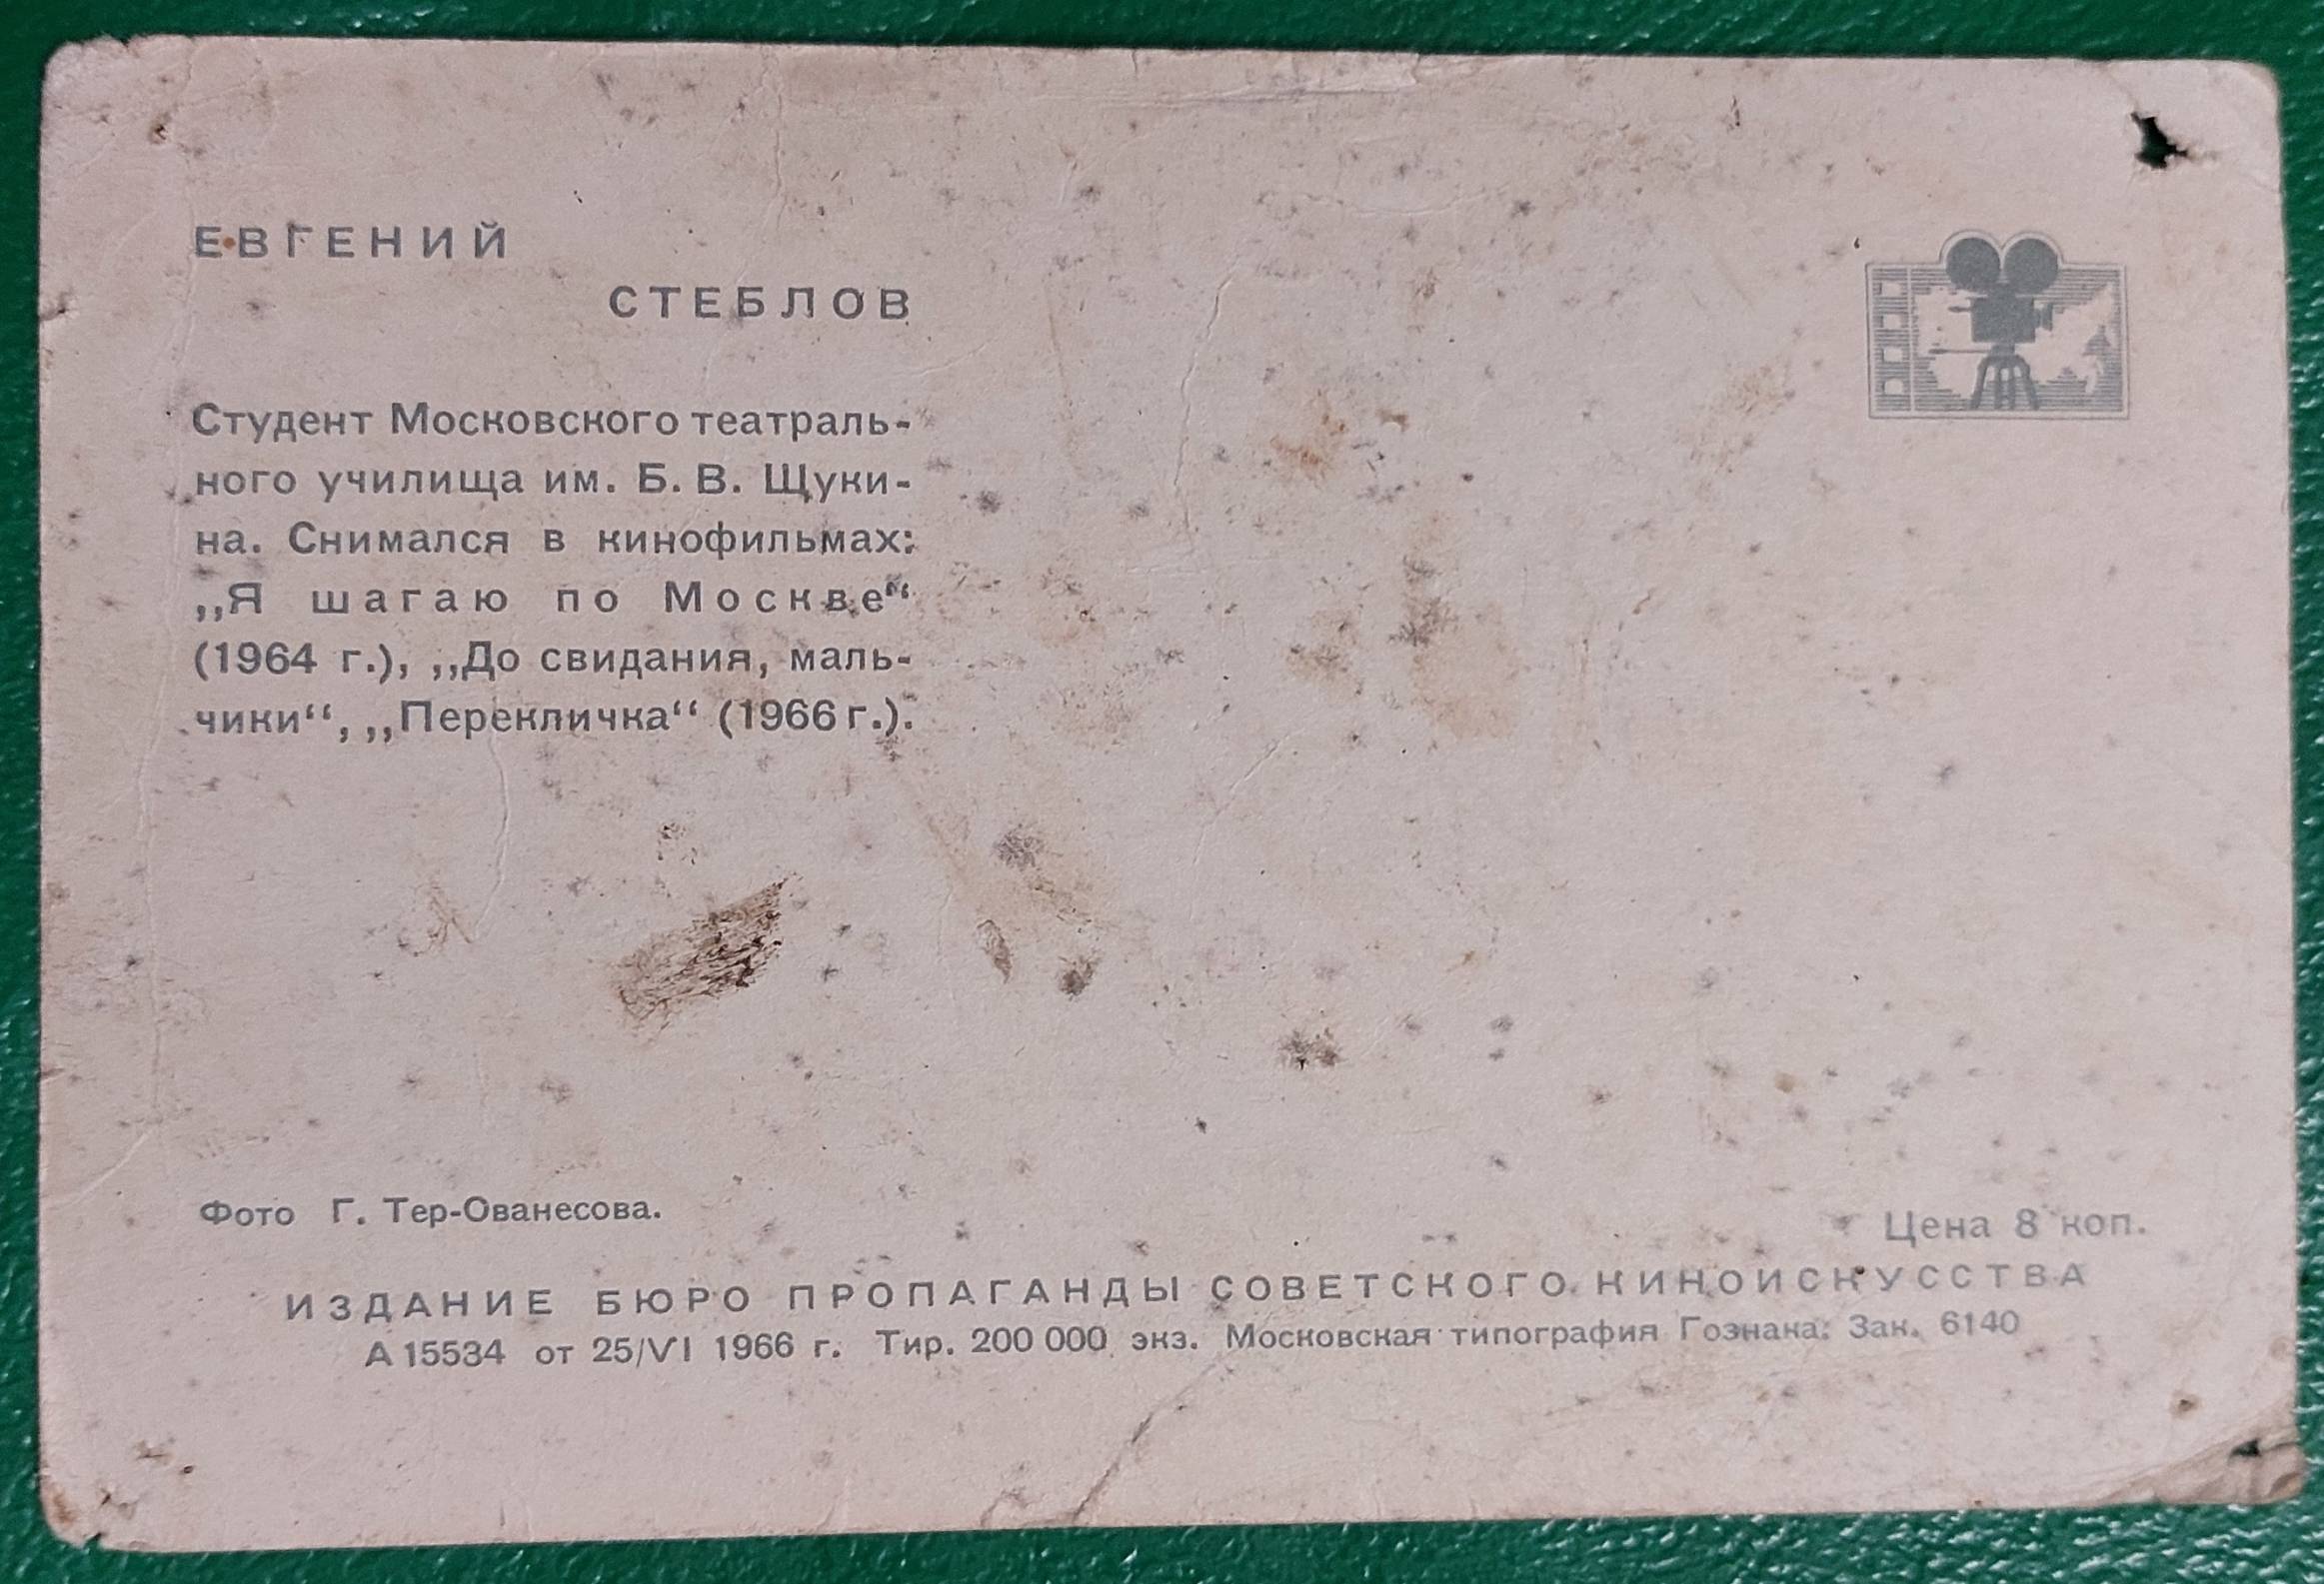 ЕВГЕНИЙ
СТЕБЛОВ
Студент Московского театраль-
ного училища им. Б. В. Щуки-
на. Снимался в кинофильмах:
„Я шагаю по Москве“
(1964 г.), „До свидания, маль-
чики“, „Перекличка“ (1966 г.).
Фото Г. Тер-Ованесова.
Цена 8 коп.
ИЗДАНИЕ БЮРО ПРОПАГАНДЫ СОВЕТСКОГО КИНОИСКУССТВА
А 15534 от 25/VI 1966 г. Тир. 200 000 экз. Московская типография Гознака. Зак. 6140